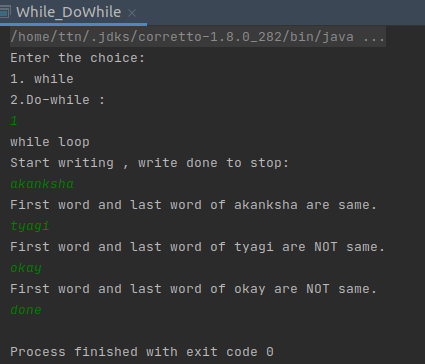 While_DoWhile ×
/home/ttn/.jdks/corretto-1.8.0_282/bin/java ...
Enter the choice:
1. while
2.Do-while :
1
while loop
Start writing , write done to stop:
akanksha
First word and last word of akanksha are same.
tyagi
First word and last word of tyagi are NOT same.
okay
First word and last word of okay are NOT same.
done
Process finished with exit code 0